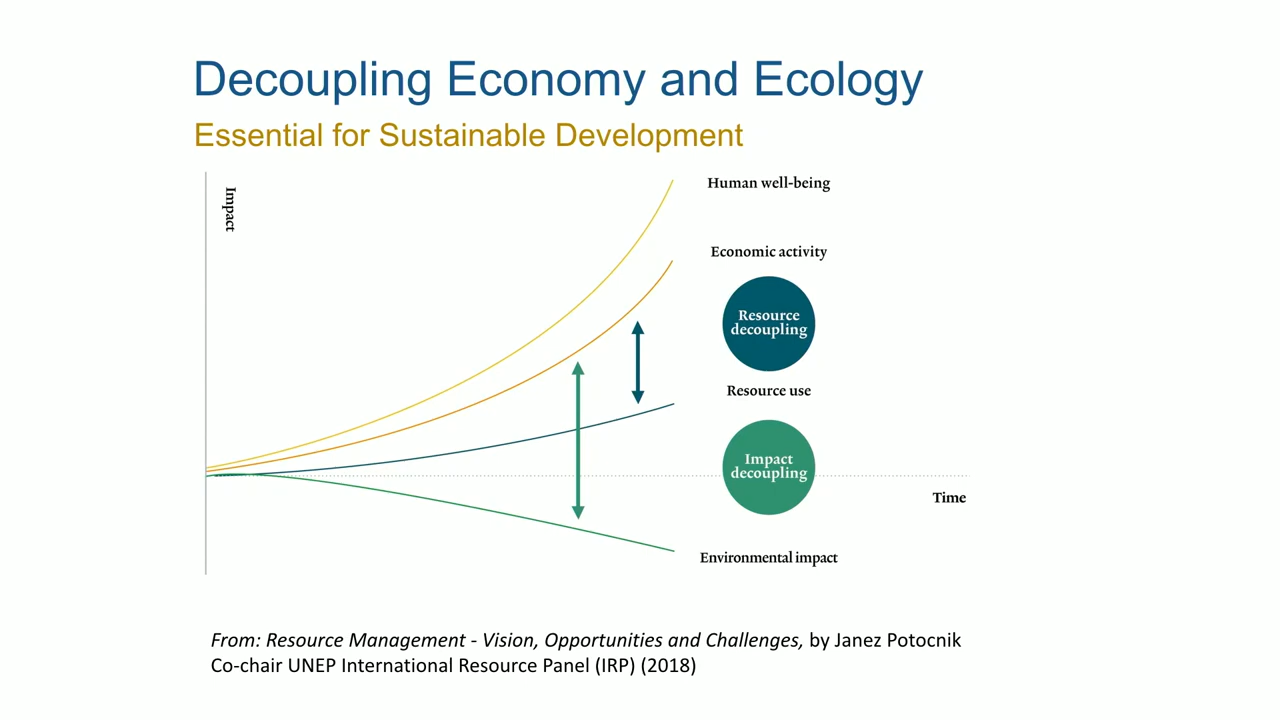 Decoupling Economy and Ecology
Essential for Sustainable Development
Impact
Human well-being
Economic activity
Resource
decoupling
Resource use
Impact
decoupling
Time
Environmental impact
From: Resource Management - Vision, Opportunities and Challenges, by Janez Potocnik
Co-chair UNEP International Resource Panel (IRP) (2018)